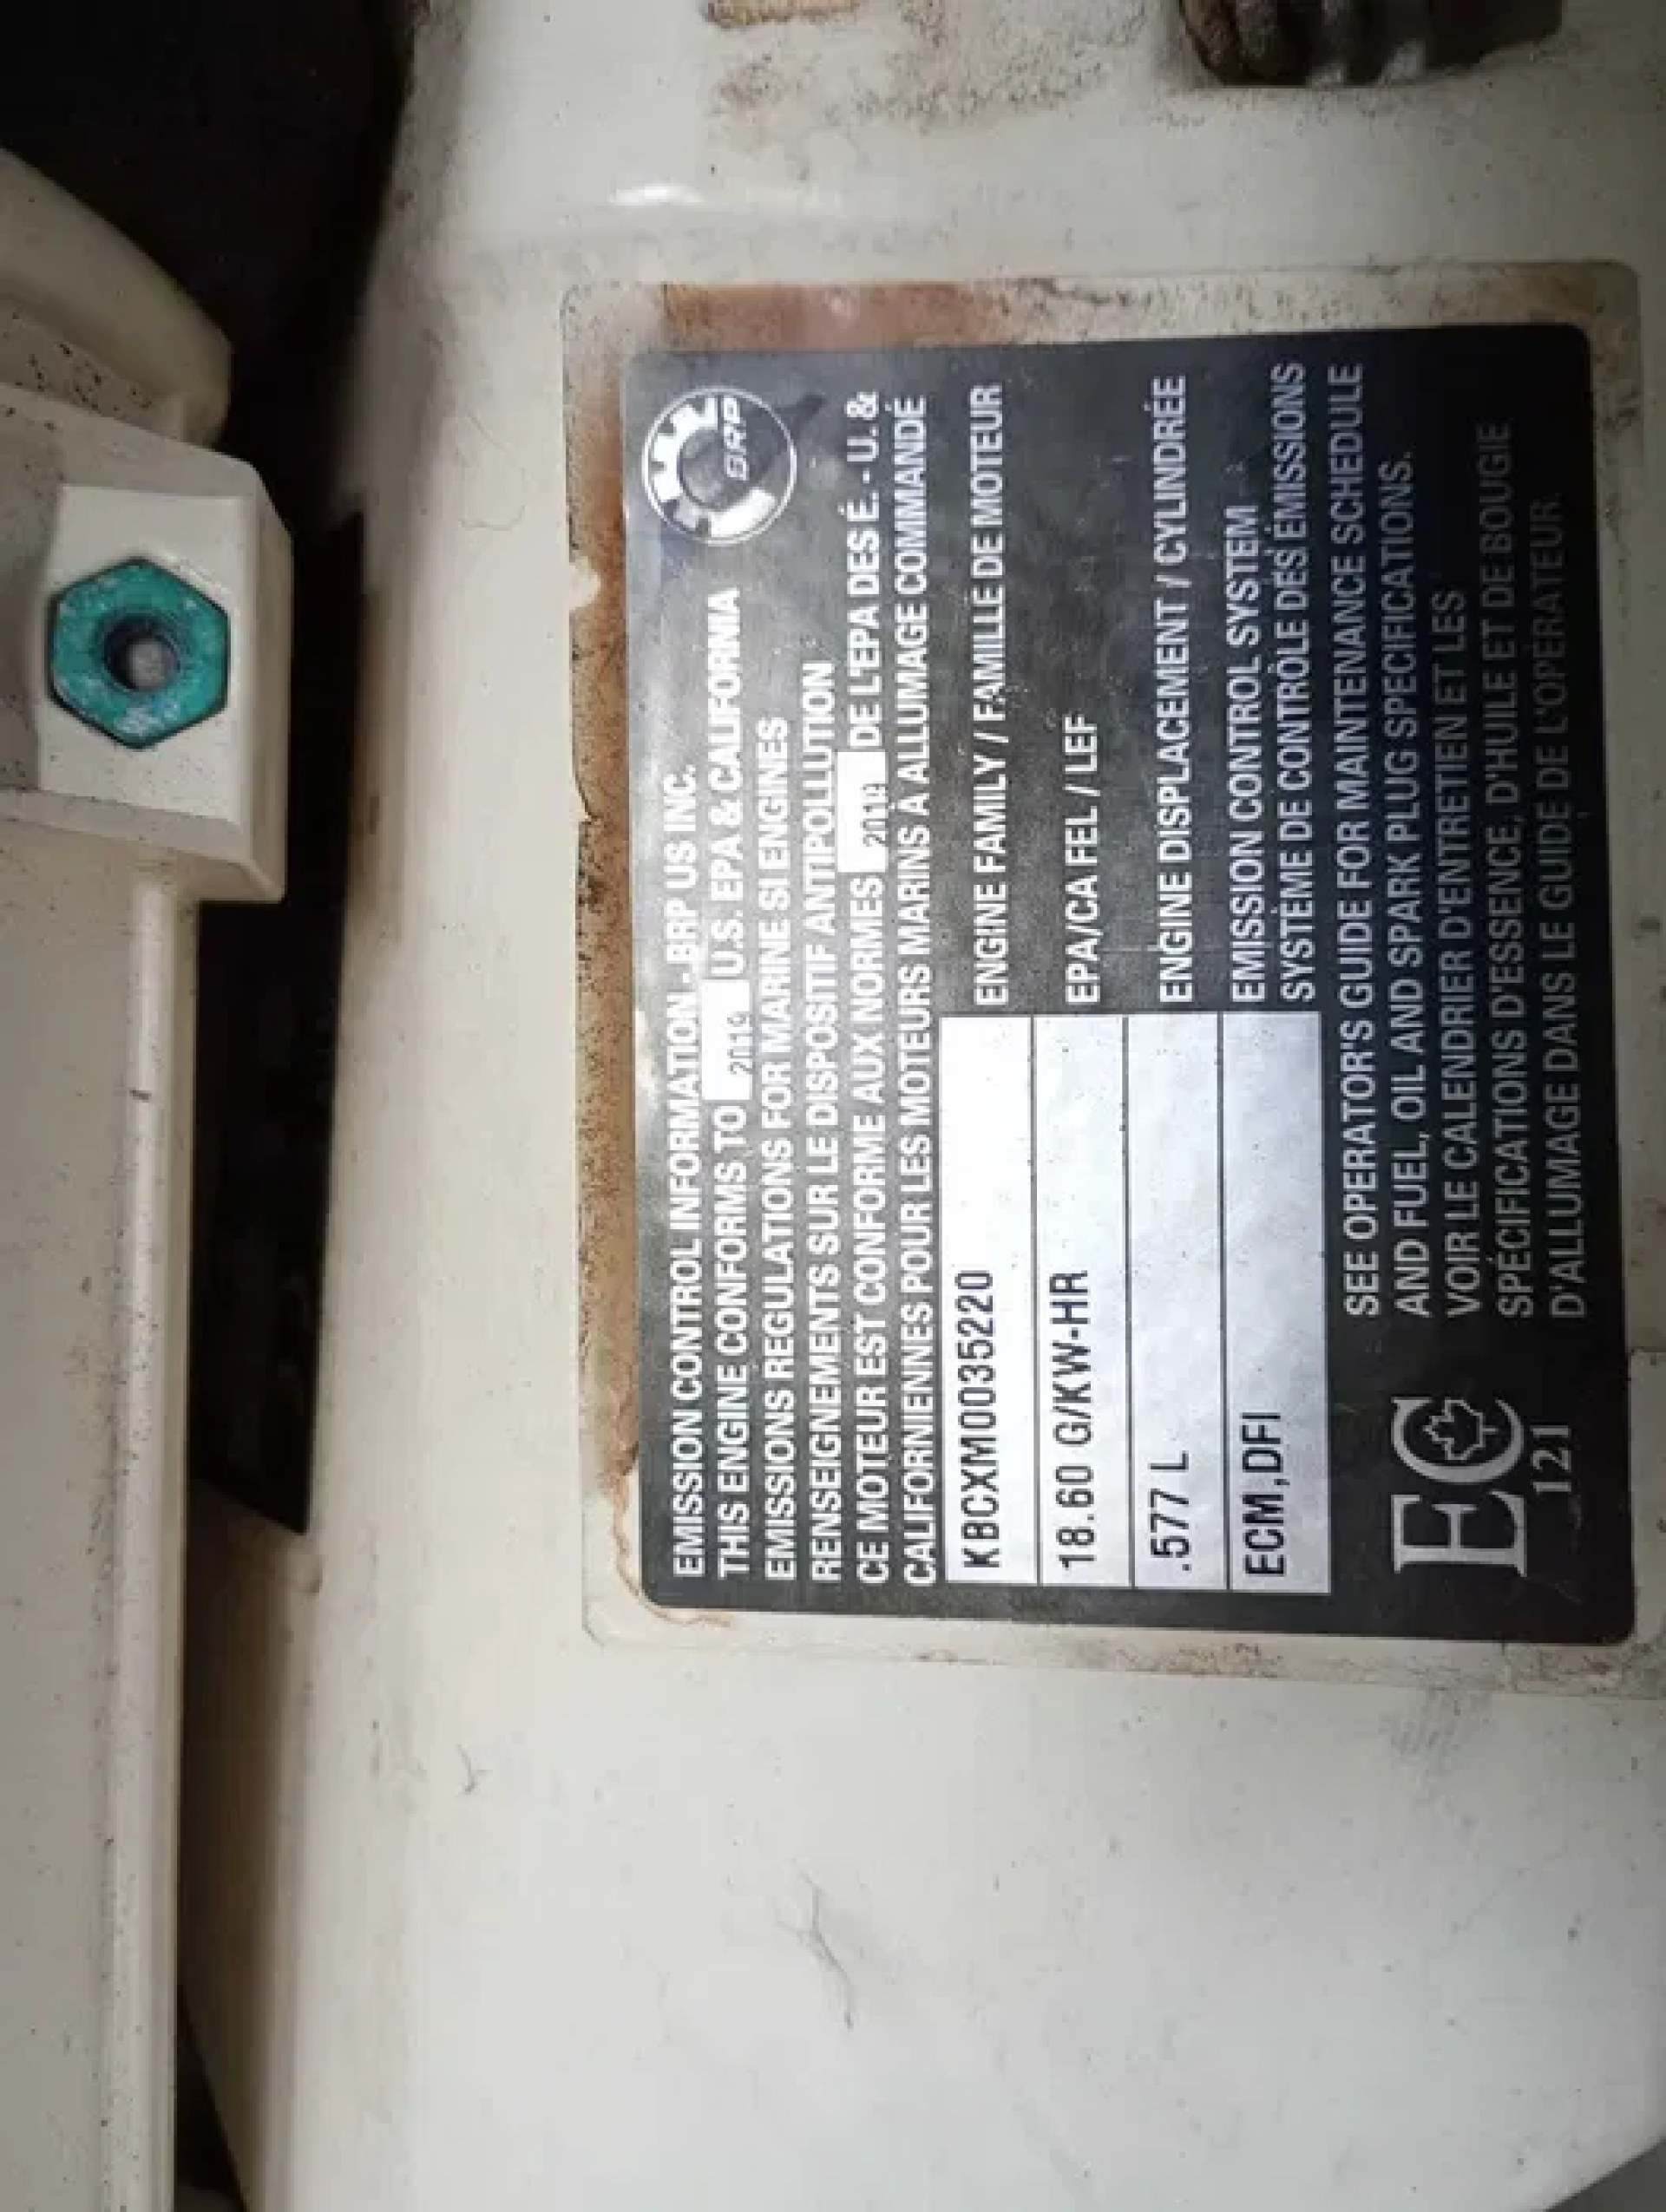 BRP
EMISSION CONTROL INFORMATION - BRP US INC.
THIS ENGINE CONFORMS TO 2019 U.S. EPA & CALIFORNIA
EMISSIONS REGULATIONS FOR MARINE SI ENGINES
RENSEIGNEMENTS SUR LE DISPOSITIF ANTIPOLLUTION
CE MOTEUR EST CONFORME AUX NORMES 2019 DE L'EPA DES É. - U. &
CALIFORNIENNES POUR LES MOTEURS MARINS À ALLUMAGE COMMANDÉ
KBCXM0035220 ENGINE FAMILY / FAMILLE DE MOTEUR
18.60 G/KW-HR EPA/CA FEL / LEF
.577 L ENGINE DISPLACEMENT / CYLINDRÉE
ECM,DFI EMISSION CONTROL SYSTEM
SYSTÈME DE CONTRÔLE DES ÉMISSIONS
SEE OPERATOR'S GUIDE FOR MAINTENANCE SCHEDULE
AND FUEL, OIL AND SPARK PLUG SPECIFICATIONS.
VOIR LE CALENDRIER D'ENTRETIEN ET LES
SPÉCIFICATIONS D'ESSENCE, D'HUILE ET DE BOUGIE
D'ALLUMAGE DANS LE GUIDE DE L'OPÉRATEUR
EC
121